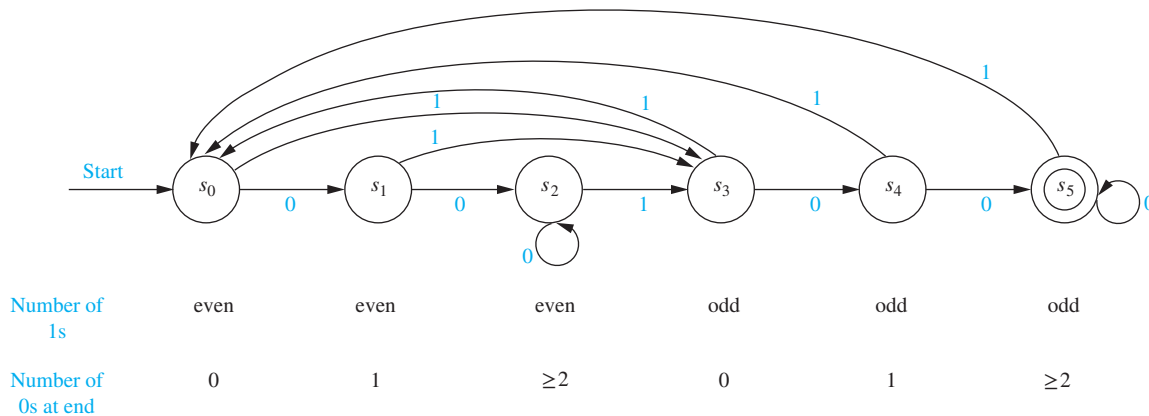 1
1
1
1
1
1
Start
s0
s1
s2
s3
s4
s5
0
0
1
0
0
0
0
Number of
1s
even
even
even
odd
odd
odd
Number of
0s at end
0
1
≥2
0
1
≥2